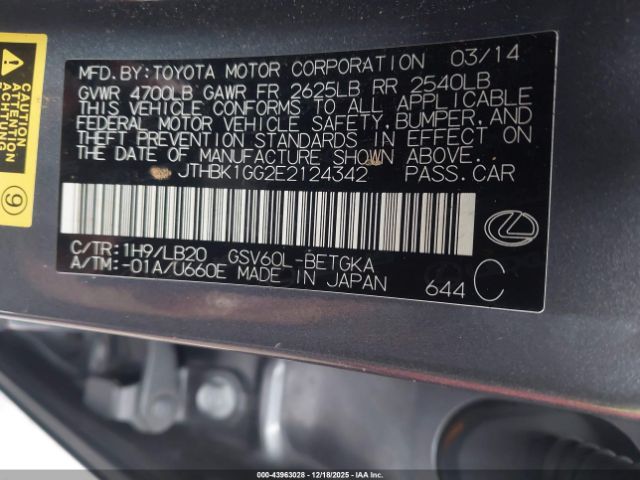 MFD. BY: TOYOTA MOTOR CORPORATION 03/14
GVWR 4700LB GAWR FR 2625LB RR 2540LB
THIS VEHICLE CONFORMS TO ALL APPLICABLE
FEDERAL MOTOR VEHICLE SAFETY, BUMPER, AND
THEFT PREVENTION STANDARDS IN EFFECT ON
THE DATE OF MANUFACTURE SHOWN ABOVE.
JTHBK1GG2E2124342 PASS. CAR
C/TR: 1H9/LB20 GSV60L-BETGKA
A/TM: -01A/U660E MADE IN JAPAN
644 C
CAUTION
ATTENTION
ACHTUNG
9
000-43963028 - 12/18/2025 - IAA Inc.